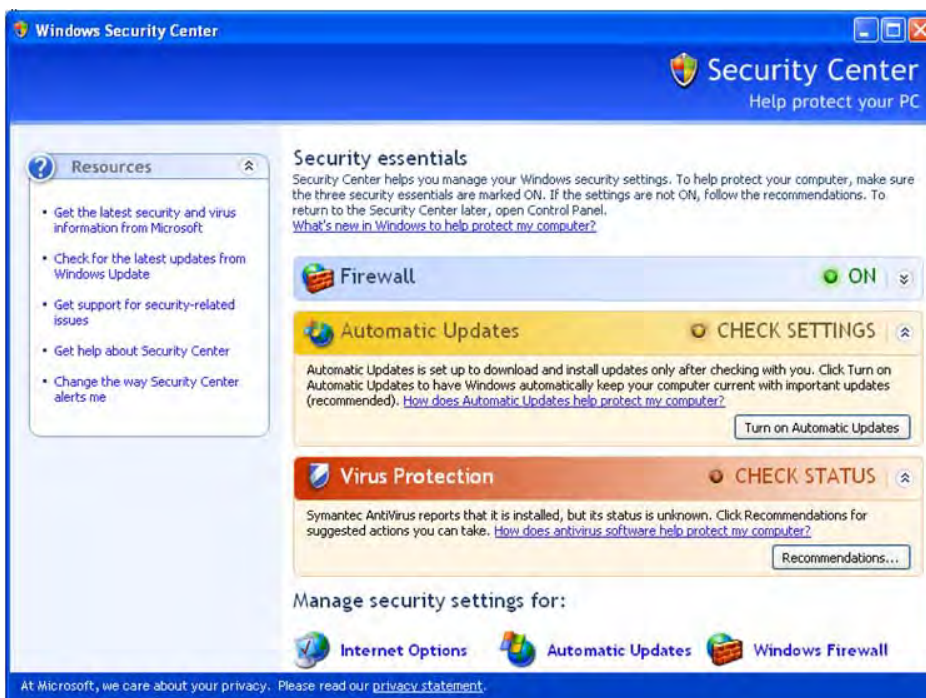 Windows Security Center
Security Center
Help protect your PC
Resources
Get the latest security and virus
information from Microsoft
Check for the latest updates from
Windows Update
Get support for security-related
issues
Get help about Security Center
Change the way Security Center
alerts me
Security essentials
Security Center helps you manage your Windows security settings. To help protect your computer, make sure
the three security essentials are marked ON. If the settings are not ON, follow the recommendations. To
return to the Security Center later, open Control Panel.
What's new in Windows to help protect my computer?
Firewall ON
Automatic Updates CHECK SETTINGS
Automatic Updates is set up to download and install updates only after checking with you. Click Turn on
Automatic Updates to have Windows automatically keep your computer current with important updates
(recommended). How does Automatic Updates help protect my computer?
Turn on Automatic Updates
Virus Protection CHECK STATUS
Symantec AntiVirus reports that it is installed, but its status is unknown. Click Recommendations for
suggested actions you can take. How does antivirus software help protect my computer?
Recommendations...
Manage security settings for:
Internet Options Automatic Updates Windows Firewall
At Microsoft, we care about your privacy. Please read our privacy statement.